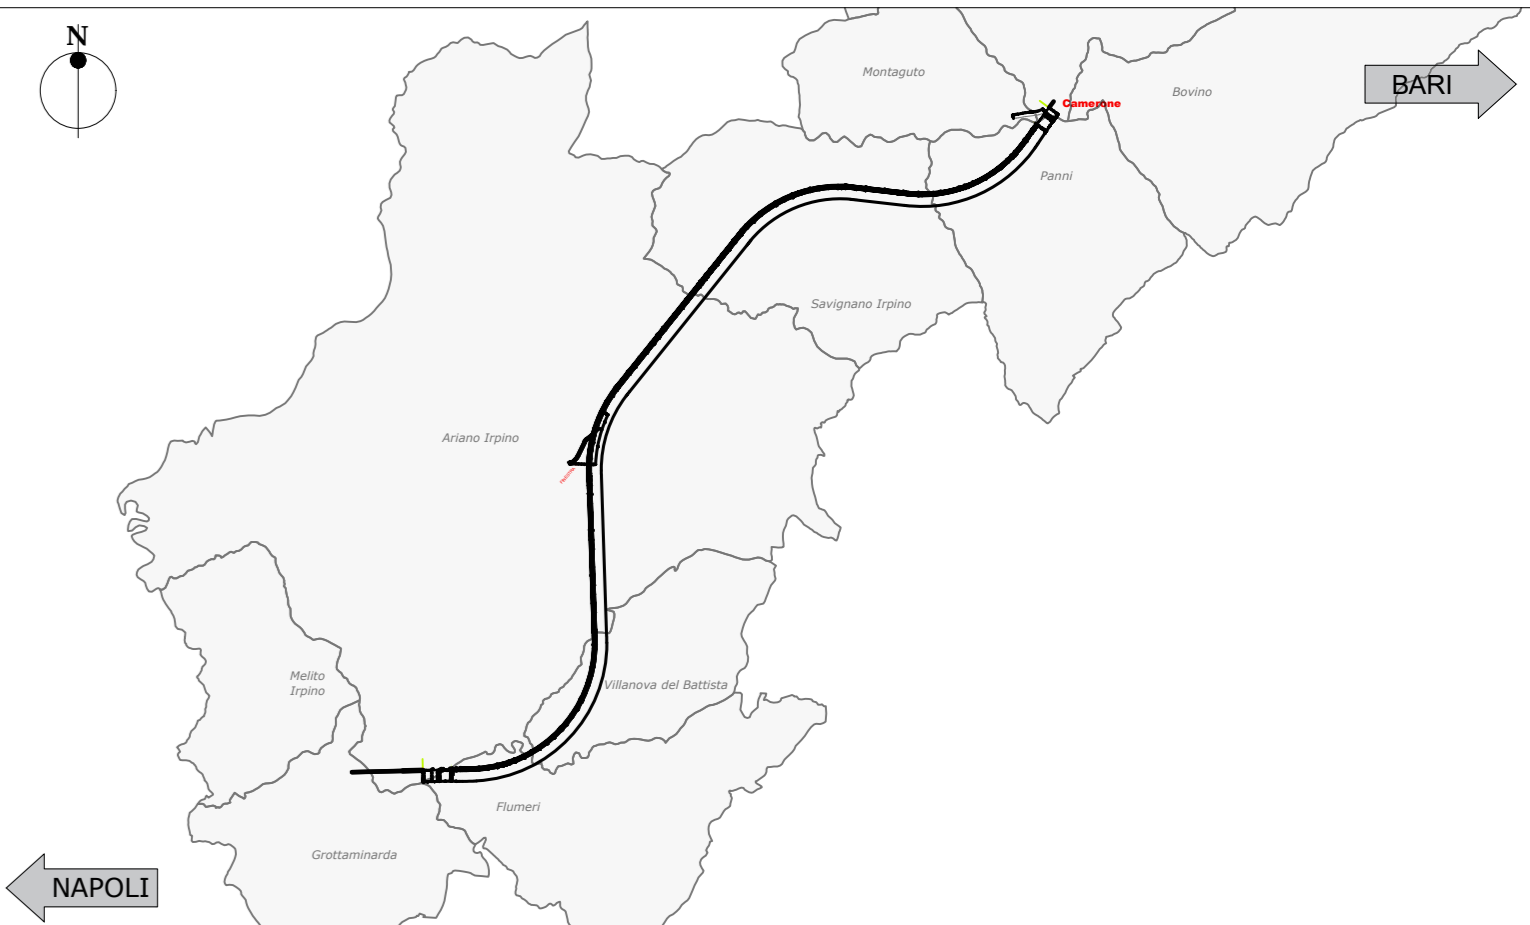 N
Montaguto
Bovino
BARI
Camerone
Panni
Savignano Irpino
Ariano Irpino
Melito
Irpino
Villanova del Battista
Flumeri
Grottaminarda
NAPOLI